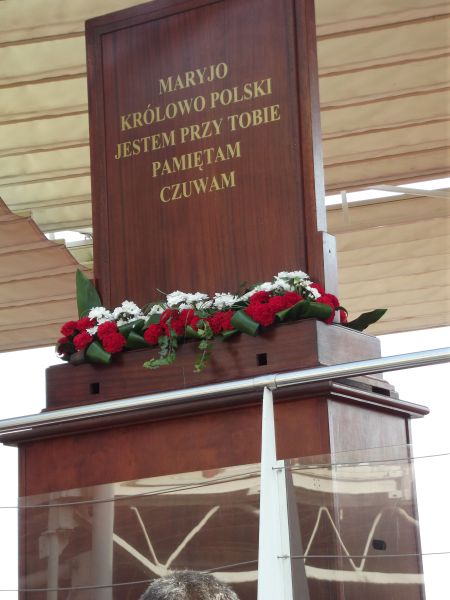 MARYJO
KRÓLOWO POLSKI
JESTEM PRZY TOBIE
PAMIĘTAM
CZUWAM